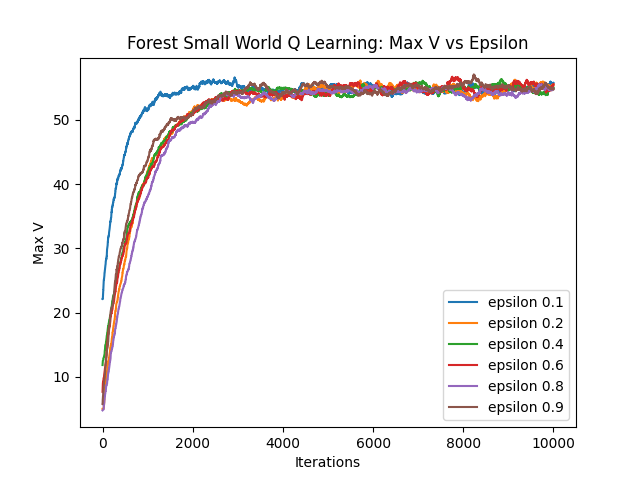 Forest Small World Q Learning: Max V vs Epsilon
Max V
50
40
30
20
10
0
2000
4000
6000
8000
10000
Iterations
epsilon 0.1
epsilon 0.2
epsilon 0.4
epsilon 0.6
epsilon 0.8
epsilon 0.9